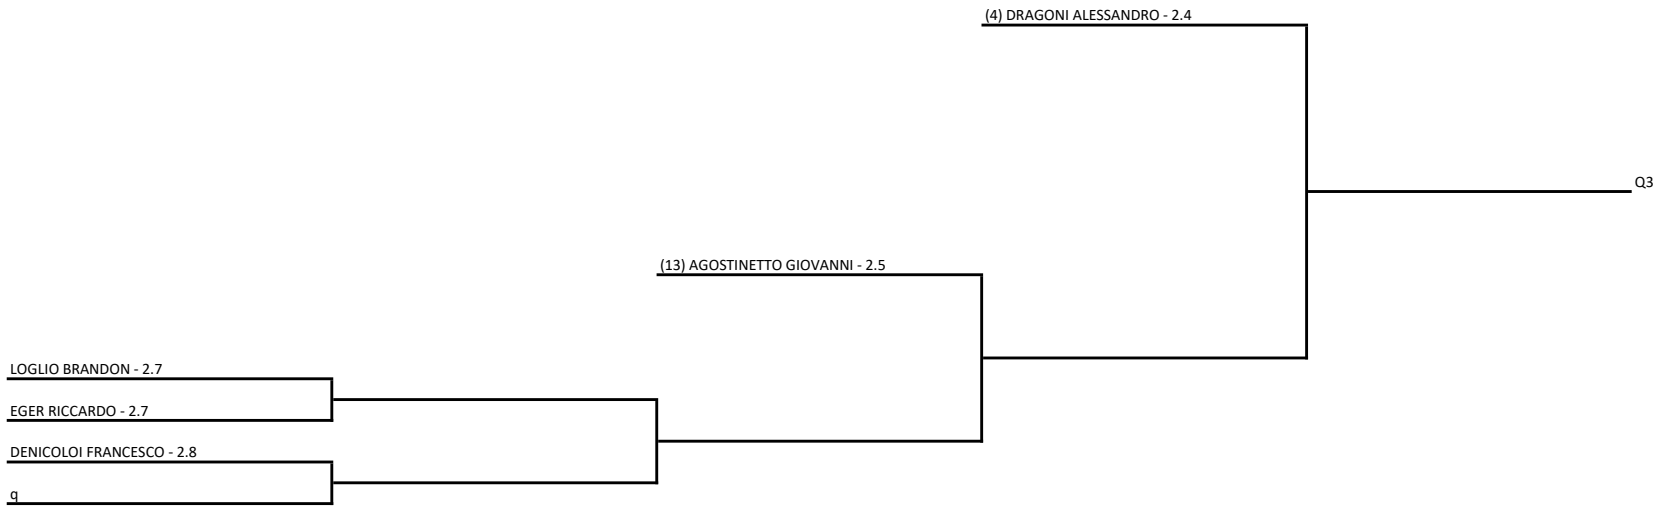 (4) DRAGONI ALESSANDRO - 2.4
Q3
(13) AGOSTINETTO GIOVANNI - 2.5
LOGLIO BRANDON - 2.7
EGER RICCARDO - 2.7
DENICOLOI FRANCESCO - 2.8
q